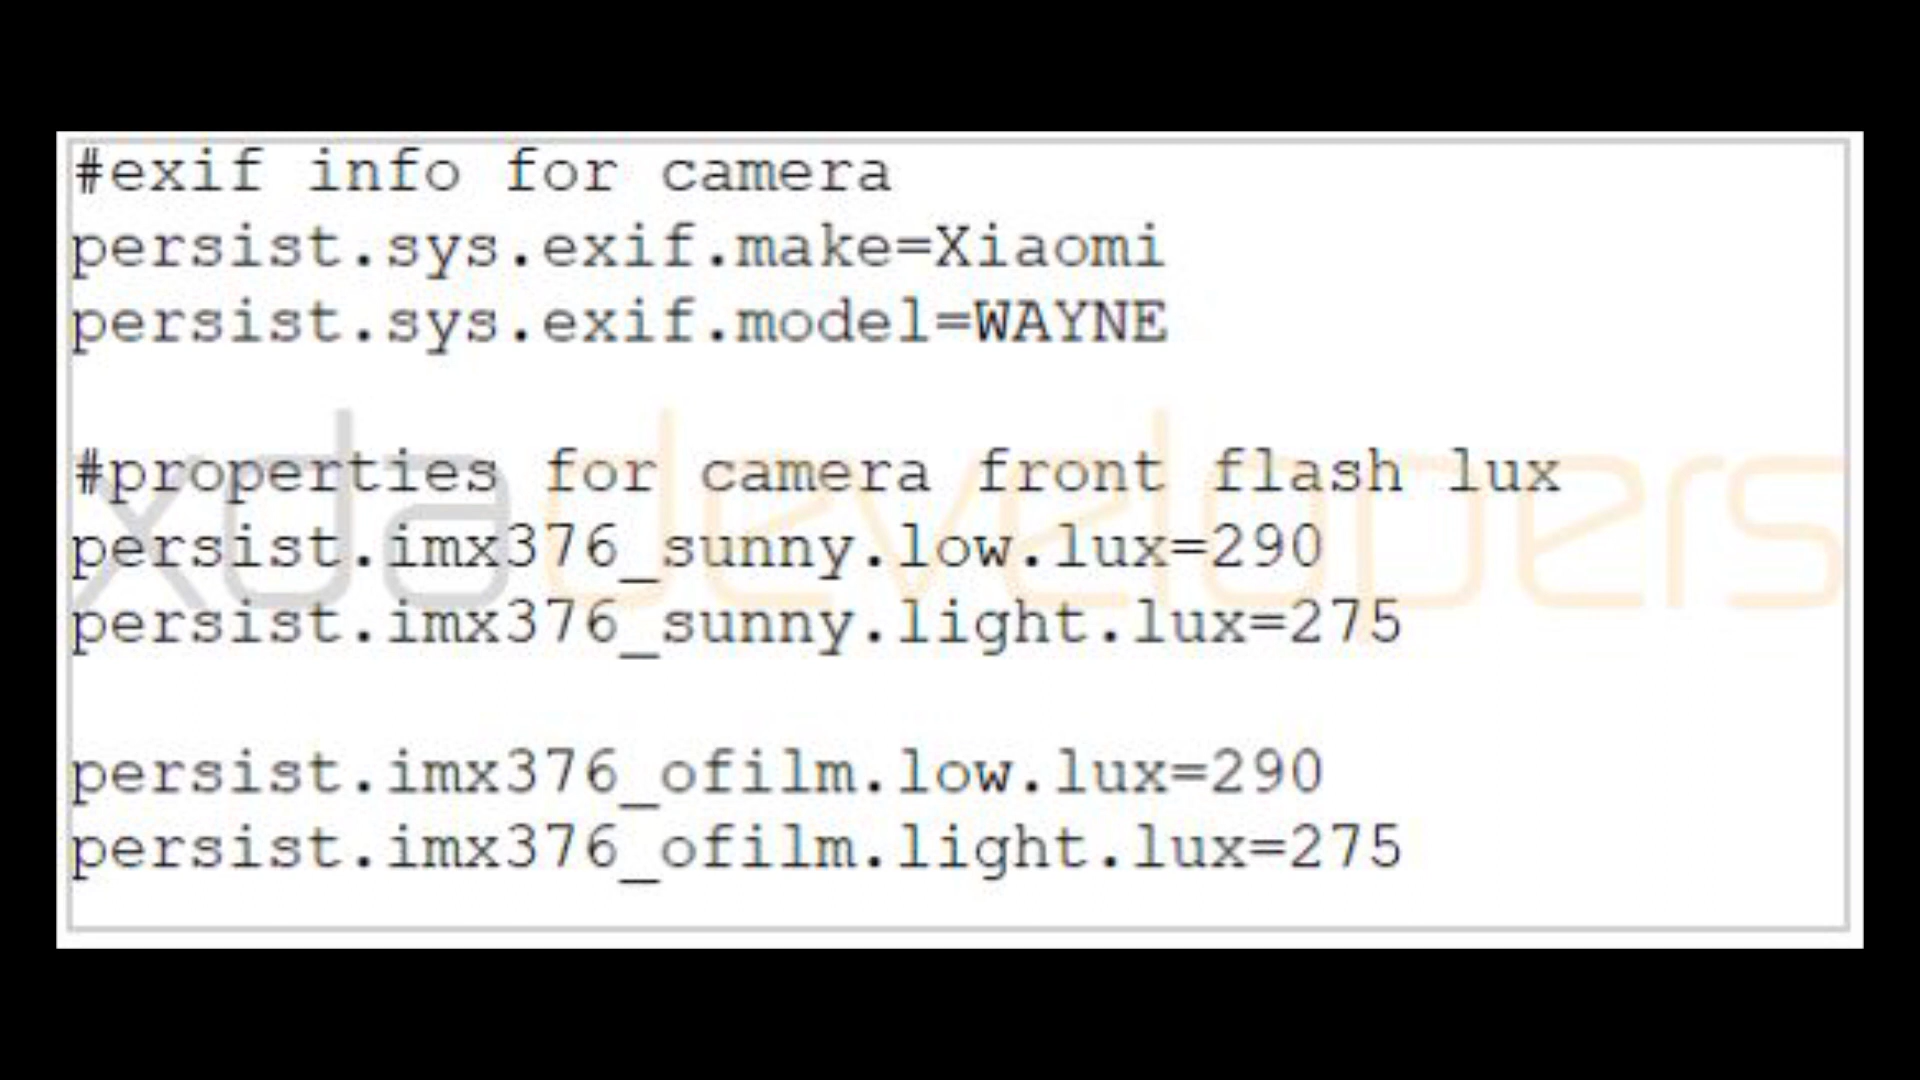 #exif info for camera
persist.sys.exif.make=Xiaomi
persist.sys.exif.model=WAYNE
#properties for camera front flash lux
xdadevelopers
persist.imx376_sunny.low.lux=290
persist.imx376_sunny.light.lux=275
persist.imx376_ofilm.low.lux=290
persist.imx376_ofilm.light.lux=275